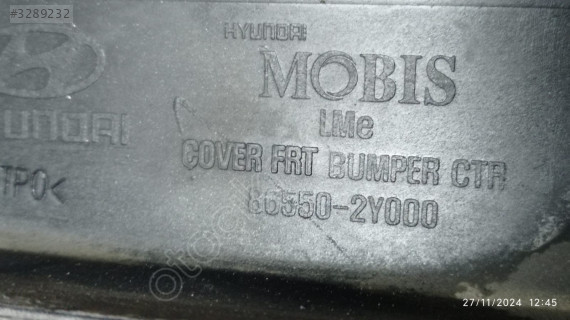 #3289232
HYUNDAI
MOBIS
HYUNDAI
LMe
COVER FRT BUMPER CTR
TPO<
86550-2Y000
27/11/2024 12:45